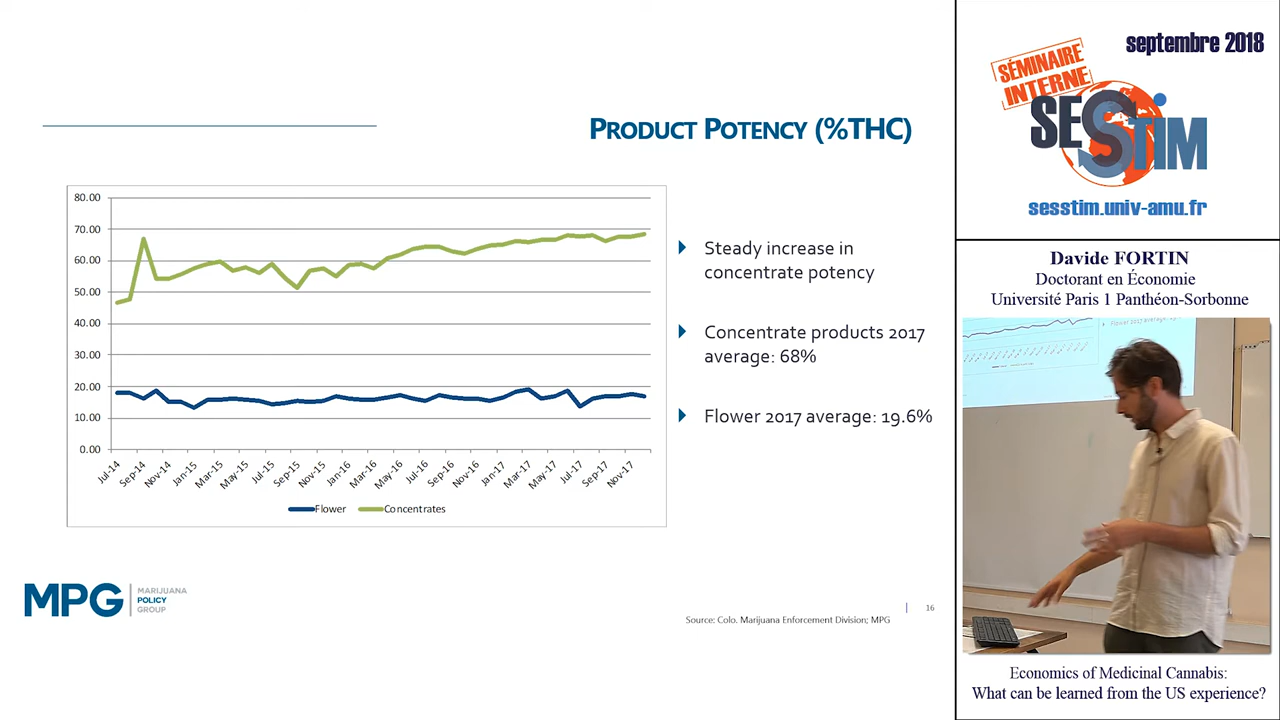 PRODUCT POTENCY (%THC)
80.00
70.00
60.00
50.00
40.00
30.00
20.00
10.00
0.00
Jul-14
Sep-14
Nov-14
Jan-15
Mar-15
May-15
Jul-15
Sep-15
Nov-15
Jan-16
Mar-16
May-16
Jul-16
Sep-16
Nov-16
Jan-17
Mar-17
May-17
Jul-17
Sep-17
Nov-17
Flower
Concentrates
Steady increase in
concentrate potency
Concentrate products 2017
average: 68%
Flower 2017 average: 19.6%
MPG
MARIJUANA
POLICY
GROUP
16
Source: Colo. Marijuana Enforcement Division; MPG
septembre 2018
SÉMINAIRE
INTERNE
SESSTIM
sesstim.univ-amu.fr
Davide FORTIN
Doctorant en Économie
Université Paris 1 Panthéon-Sorbonne
Economics of Medicinal Cannabis:
What can be learned from the US experience?